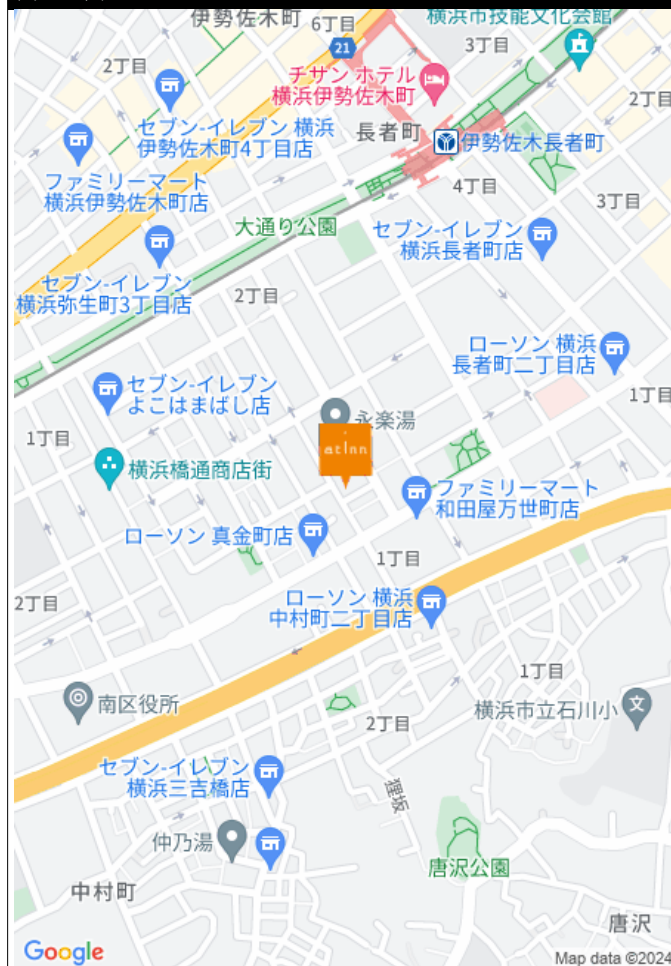 伊勢佐木町
6丁目
横浜市技能文化会館
21
3丁目
2丁目
チサン ホテル
横浜伊勢佐木町
2丁目
セブン-イレブン 横浜
伊勢佐木町4丁目店
長者町
伊勢佐木長者町
ファミリーマート
横浜伊勢佐木町店
4丁目
3丁目
大通り公園
セブン-イレブン
横浜長者町店
セブン-イレブン
横浜弥生町3丁目店
2丁目
ローソン 横浜
長者町二丁目店
セブン-イレブン
よこはまばし店
1丁目
永楽湯
1丁目
atInn
横浜橋通商店街
ファミリーマート
和田屋万世町店
ローソン 真金町店
1丁目
2丁目
ローソン 横浜
中村町二丁目店
1丁目
南区役所
横浜市立石川小
文
2丁目
セブン-イレブン
横浜三吉橋店
狸坂
仲乃湯
唐沢公園
中村町
唐沢
Google
Map data ©2024